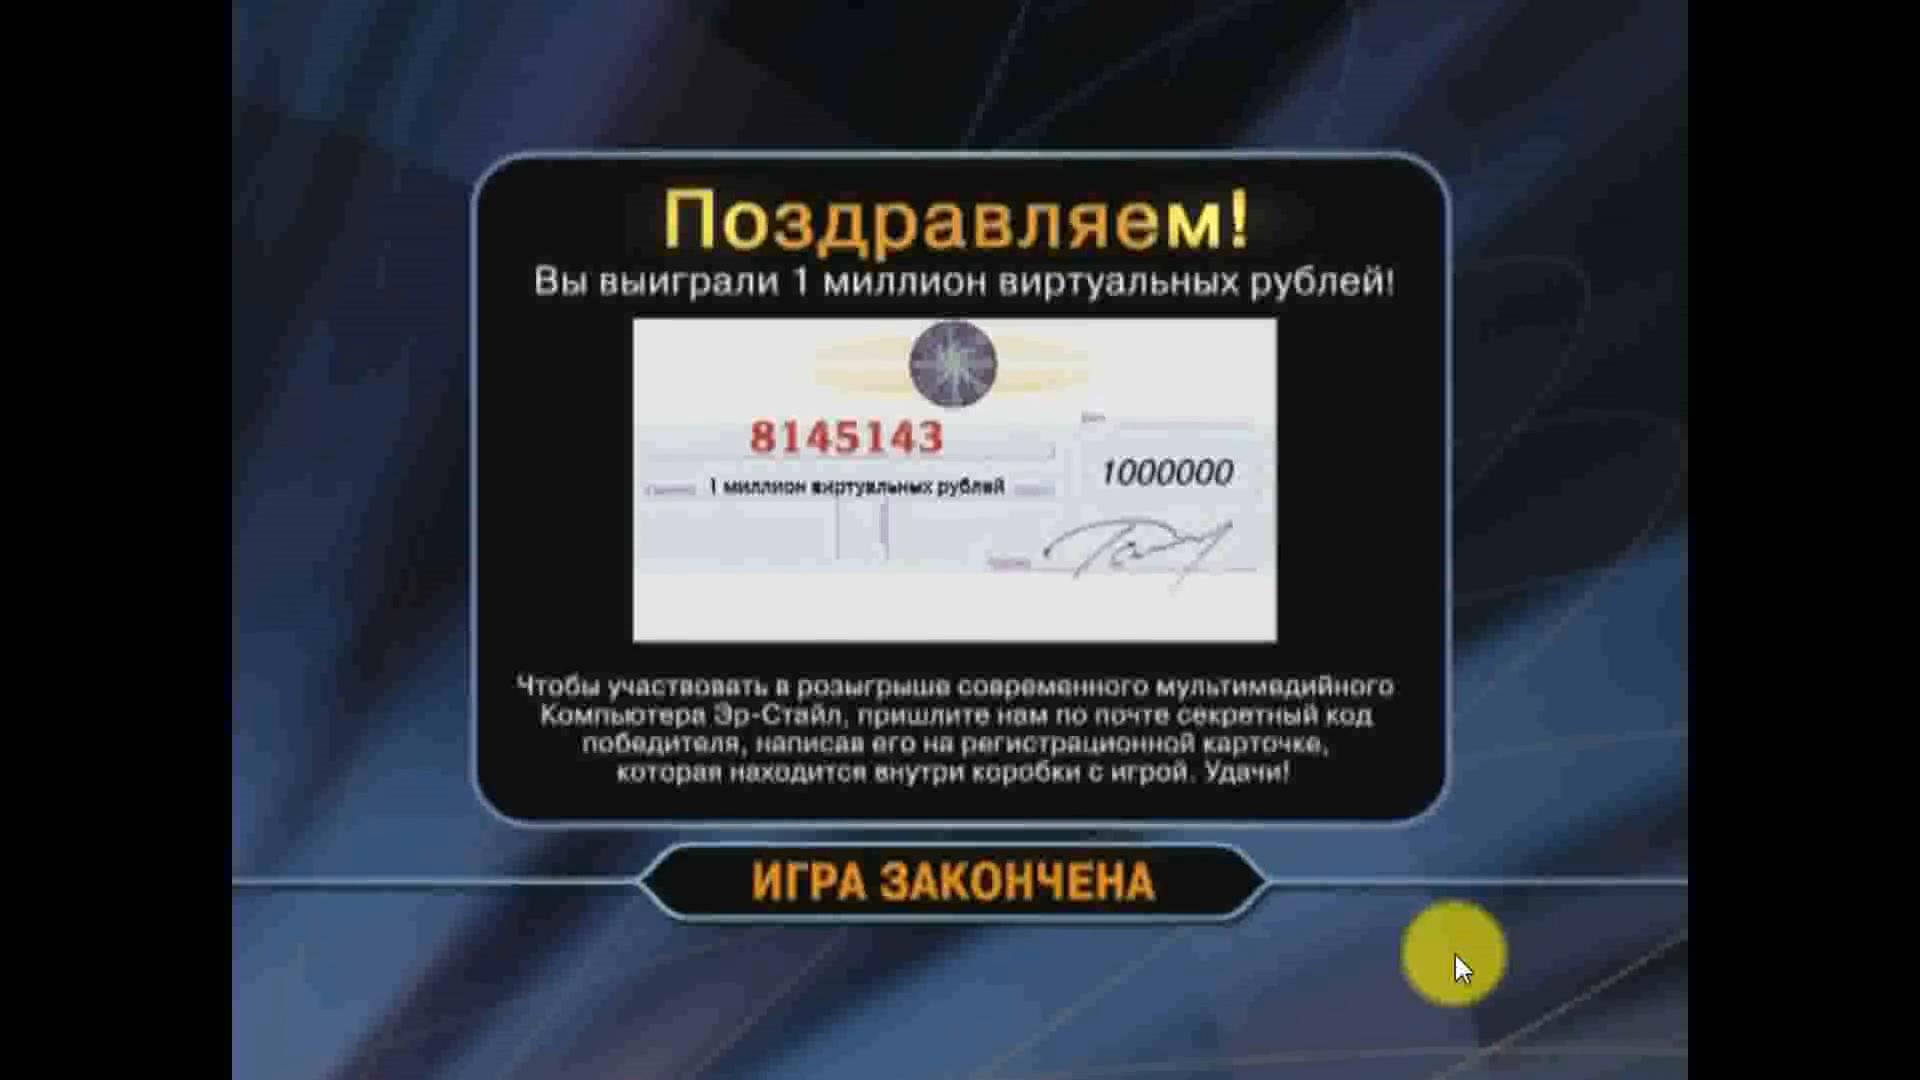 Поздравляем!
Вы выиграли 1 миллион виртуальных рублей!
8145143
1000000
1 миллион виртуальных рублей
Чтобы участвовать в розыгрыше современного мультимедийного
Компьютера Эр-Стайл, пришлите нам по почте секретный код
победителя, написав его на регистрационной карточке,
которая находится внутри коробки с игрой. Удачи!
ИГРА ЗАКОНЧЕНА